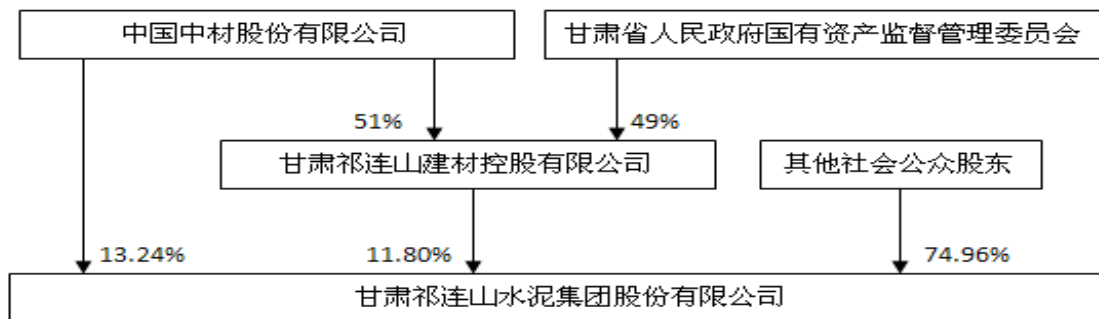 中国中材股份有限公司
甘肃省人民政府国有资产监督管理委员会
51%
49%
甘肃祁连山建材控股有限公司
其他社会公众股东
13.24%
11.80%
74.96%
甘肃祁连山水泥集团股份有限公司